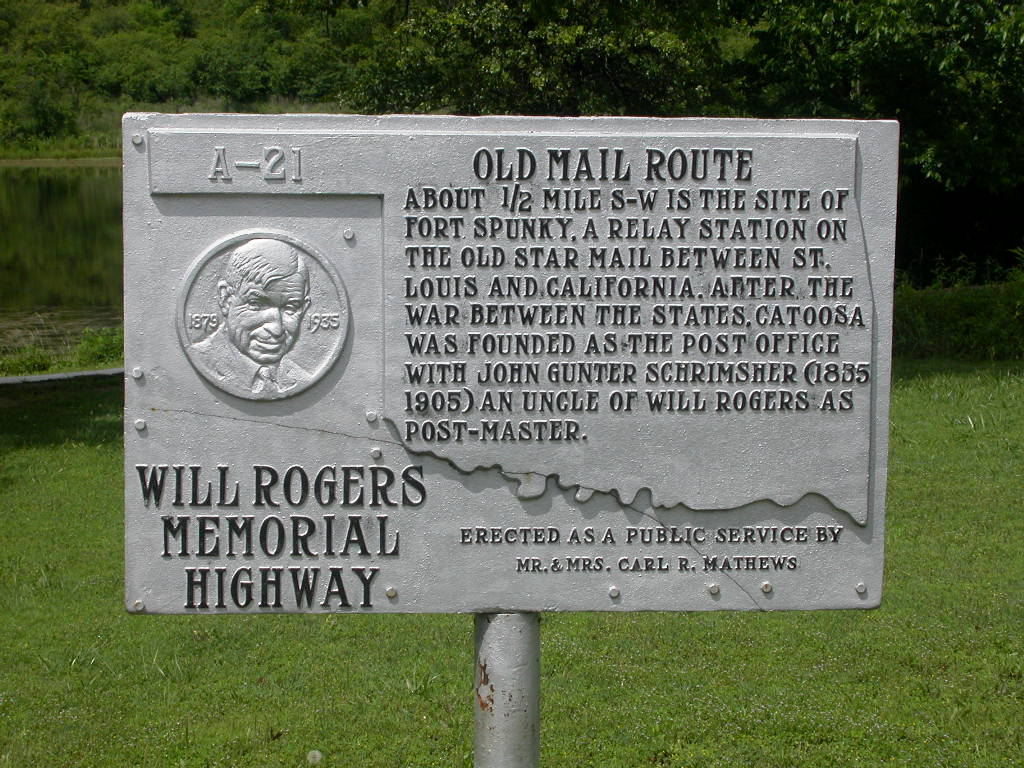 A-21
OLD MAIL ROUTE
ABOUT 1/2 MILE S-W IS THE SITE OF
FORT SPUNKY, A RELAY STATION ON
THE OLD STAR MAIL BETWEEN ST.
LOUIS AND CALIFORNIA. AFTER THE
WAR BETWEEN THE STATES, CATOOSA
WAS FOUNDED AS THE POST OFFICE
WITH JOHN GUNTER SCHRIMSHER (1835
1905) AN UNCLE OF WILL ROGERS AS
POST-MASTER.
1879 1935
WILL ROGERS
MEMORIAL
HIGHWAY
ERECTED AS A PUBLIC SERVICE BY
MR. & MRS. CARL R. MATHEWS